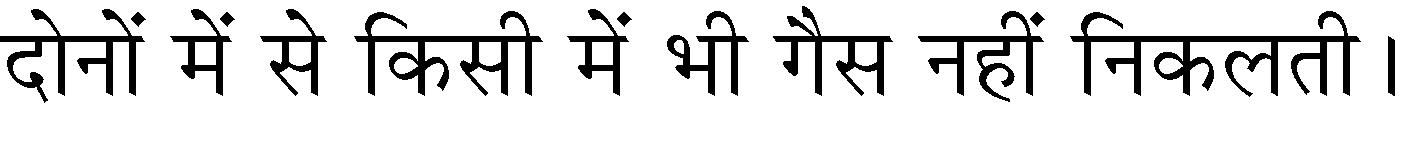 दोनों में से किसी में भी गैस नहीं निकलती।